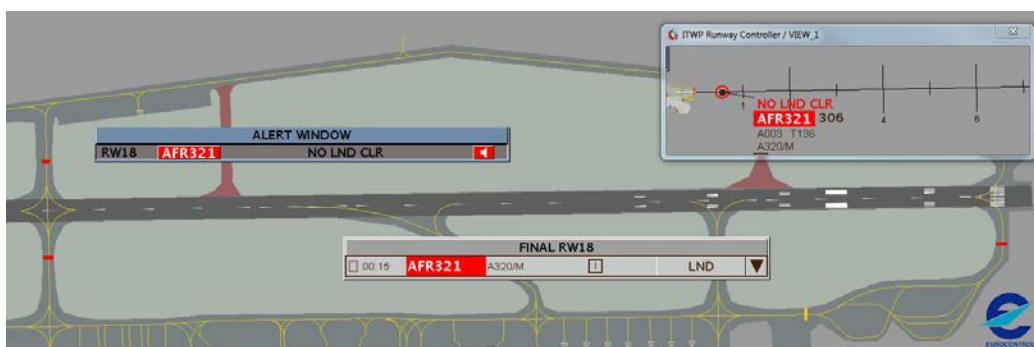 ITWP Runway Controller / VIEW_1
1
4
6
NO LND CLR
AFR321 306
A003 T136
A320/M
ALERT WINDOW
RW18 AFR321 NO LND CLR
FINAL RW18
00:15 AFR321 A320/M I LND
EUROCONTROL